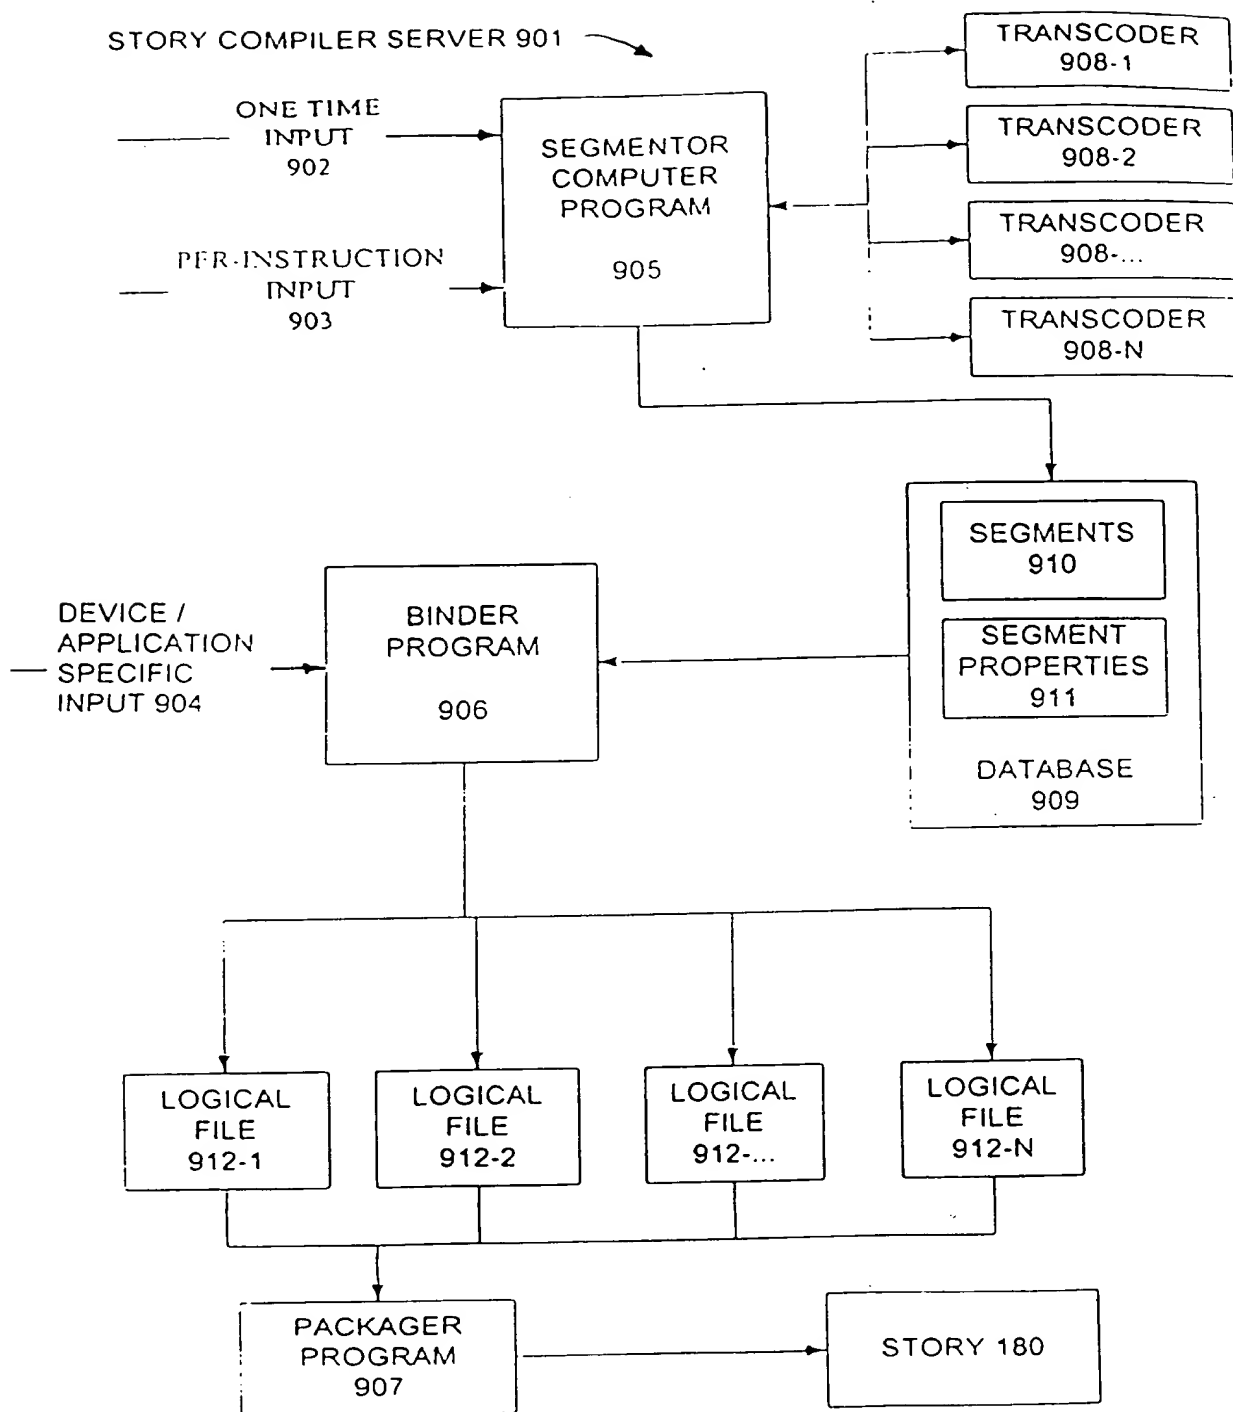 STORY COMPILER SERVER 901
ONE TIME
INPUT
902
PER-INSTRUCTION
INPUT
903
SEGMENTOR
COMPUTER
PROGRAM
905
TRANSCODER
908-1
TRANSCODER
908-2
TRANSCODER
908-...
TRANSCODER
908-N
SEGMENTS
910
SEGMENT
PROPERTIES
911
DATABASE
909
DEVICE /
APPLICATION
SPECIFIC
INPUT 904
BINDER
PROGRAM
906
LOGICAL
FILE
912-1
LOGICAL
FILE
912-2
LOGICAL
FILE
912-...
LOGICAL
FILE
912-N
PACKAGER
PROGRAM
907
STORY 180